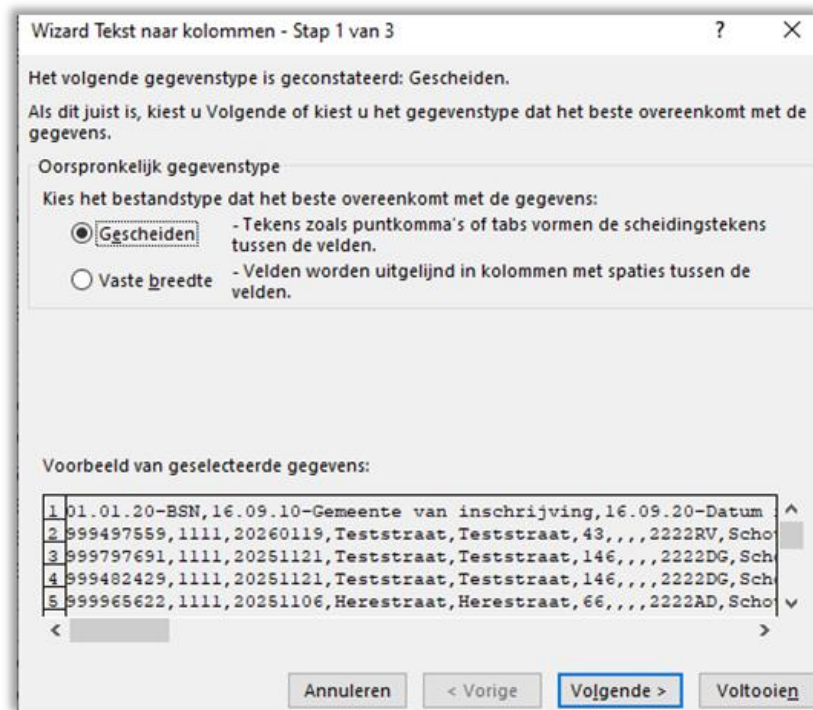 Wizard Tekst naar kolommen - Stap 1 van 3 ? ×
Het volgende gegevenstype is geconstateerd: Gescheiden.
Als dit juist is, kiest u Volgende of kiest u het gegevenstype dat het beste overeenkomt met de
gegevens.
Oorspronkelijk gegevenstype
Kies het bestandstype dat het beste overeenkomt met de gegevens:
Gescheiden - Tekens zoals puntkomma's of tabs vormen de scheidingstekens
tussen de velden.
Vaste breedte - Velden worden uitgelijnd in kolommen met spaties tussen de
velden.
Voorbeeld van geselecteerde gegevens:
1 01.01.20-BSN,16.09.10-Gemeente van inschrijving,16.09.20-Datum
2 999497559,1111,20260119,Teststraat,Teststraat,43,,,,2222RV,Scho
3 999797691,1111,20251121,Teststraat,Teststraat,146,,,,2222DG,Sch
4 999482429,1111,20251121,Teststraat,Teststraat,146,,,,2222DG,Sch
5 999965622,1111,20251106,Herestraat,Herestraat,66,,,,2222AD,Scho
Annuleren < Vorige Volgende > Voltooien